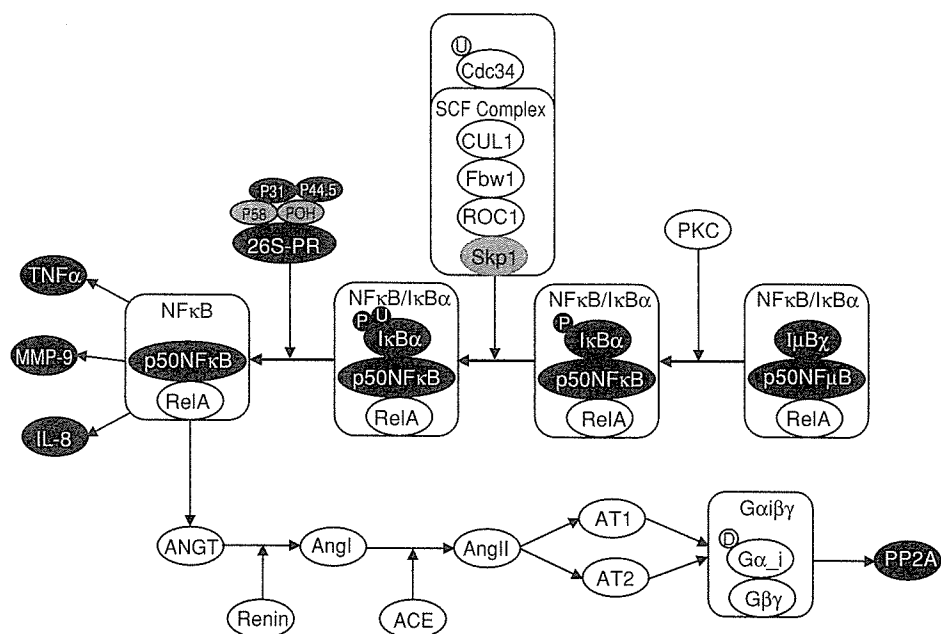 U
Cdc34
SCF Complex
CUL1
Fbw1
ROC1
Skp1
P31
P44.5
P58
POH
26S-PR
PKC
TNFα
MMP-9
IL-8
NFκB
p50NFκB
RelA
NFκB/IκBα
P
U
IκBα
p50NFκB
RelA
NFκB/IκBα
P
IκBα
p50NFκB
RelA
NFκB/IκBα
IμBχ
p50NFμB
RelA
ANGT
AngI
AngII
AT1
AT2
Renin
ACE
Gαiβγ
D
Gα_i
Gβγ
PP2A